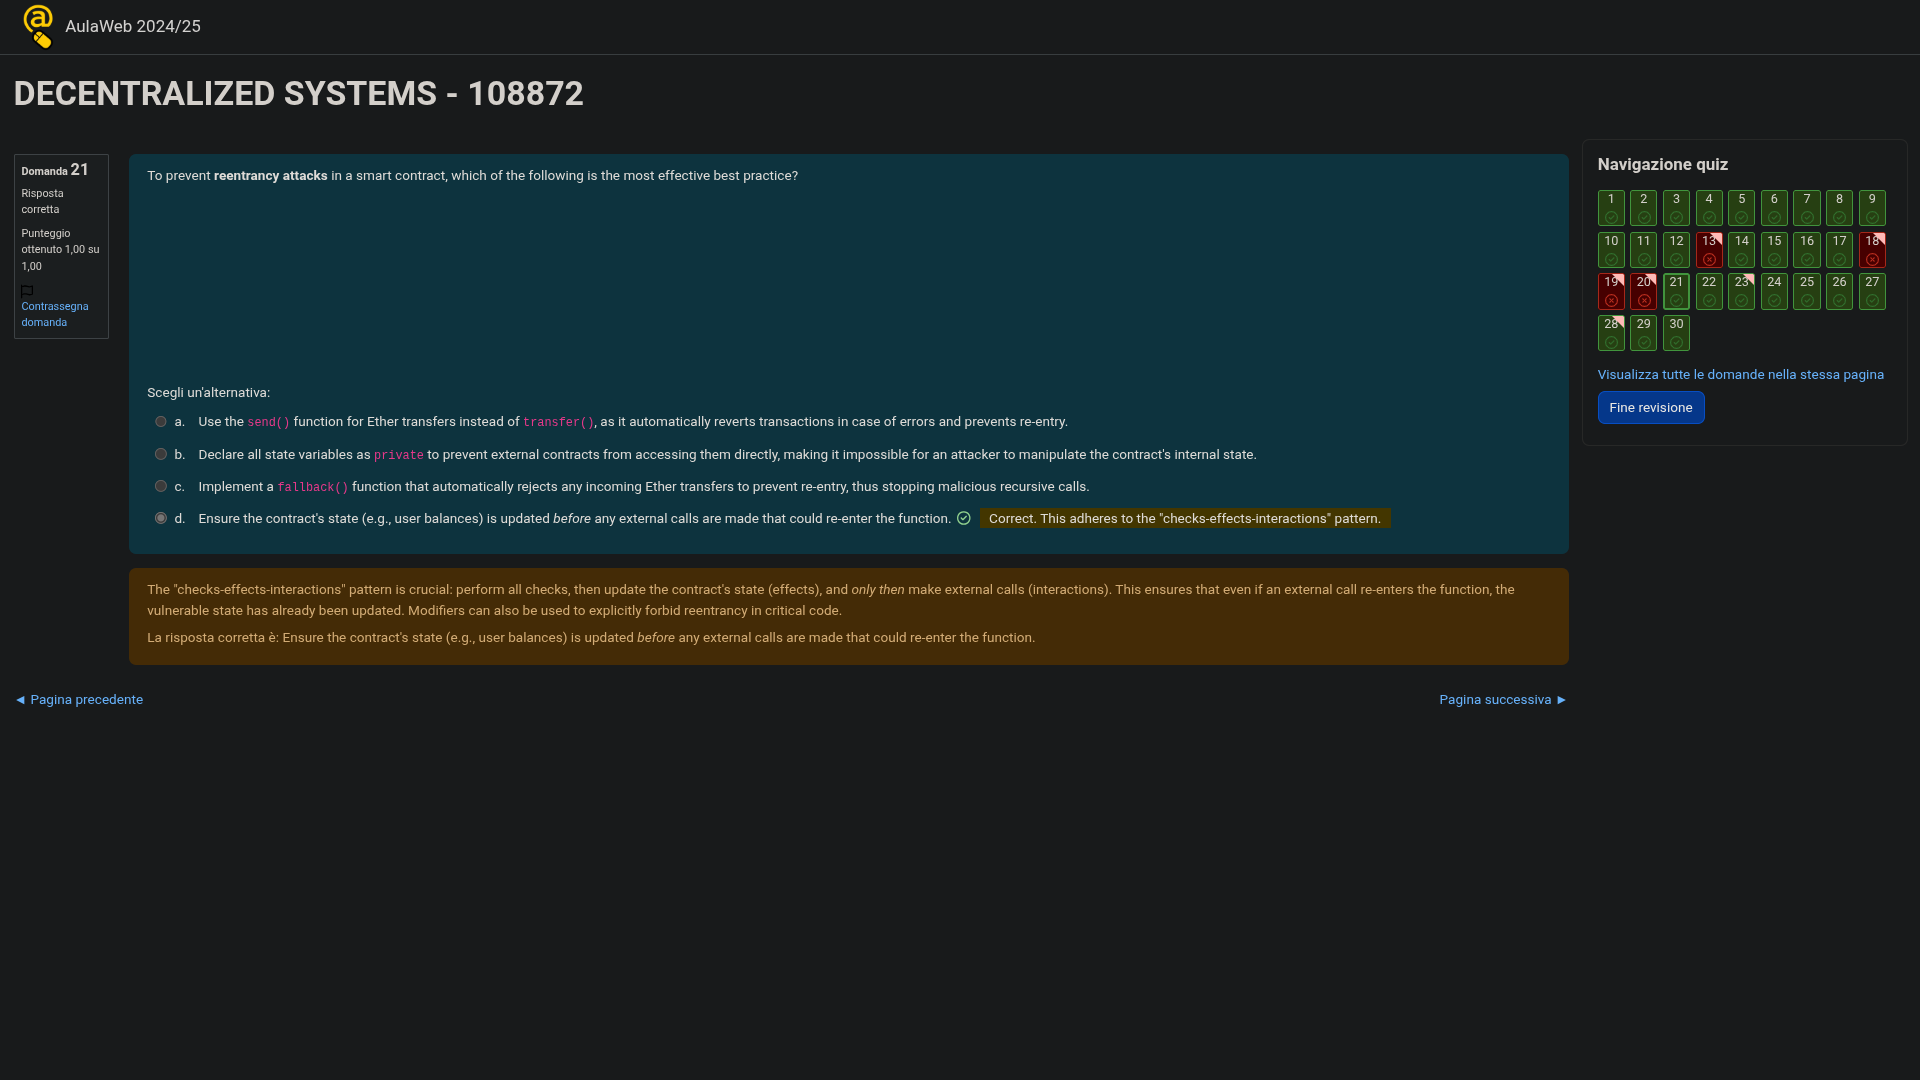 AulaWeb 2024/25
DECENTRALIZED SYSTEMS - 108872
Domanda 21
Risposta
corretta
Punteggio
ottenuto 1,00 su
1,00
Contrassegna
domanda
To prevent reentrancy attacks in a smart contract, which of the following is the most effective best practice?
Scegli un'alternativa:
a. Use the send() function for Ether transfers instead of transfer(), as it automatically reverts transactions in case of errors and prevents re-entry.
b. Declare all state variables as private to prevent external contracts from accessing them directly, making it impossible for an attacker to manipulate the contract's internal state.
c. Implement a fallback() function that automatically rejects any incoming Ether transfers to prevent re-entry, thus stopping malicious recursive calls.
d. Ensure the contract's state (e.g., user balances) is updated before any external calls are made that could re-enter the function. Correct. This adheres to the "checks-effects-interactions" pattern.
The "checks-effects-interactions" pattern is crucial: perform all checks, then update the contract's state (effects), and only then make external calls (interactions). This ensures that even if an external call re-enters the function, the
vulnerable state has already been updated. Modifiers can also be used to explicitly forbid reentrancy in critical code.
La risposta corretta è: Ensure the contract's state (e.g., user balances) is updated before any external calls are made that could re-enter the function.
◄ Pagina precedente
Pagina successiva ►
Navigazione quiz
1 2 3 4 5 6 7 8 9
10 11 12 13 14 15 16 17 18
19 20 21 22 23 24 25 26 27
28 29 30
Visualizza tutte le domande nella stessa pagina
Fine revisione